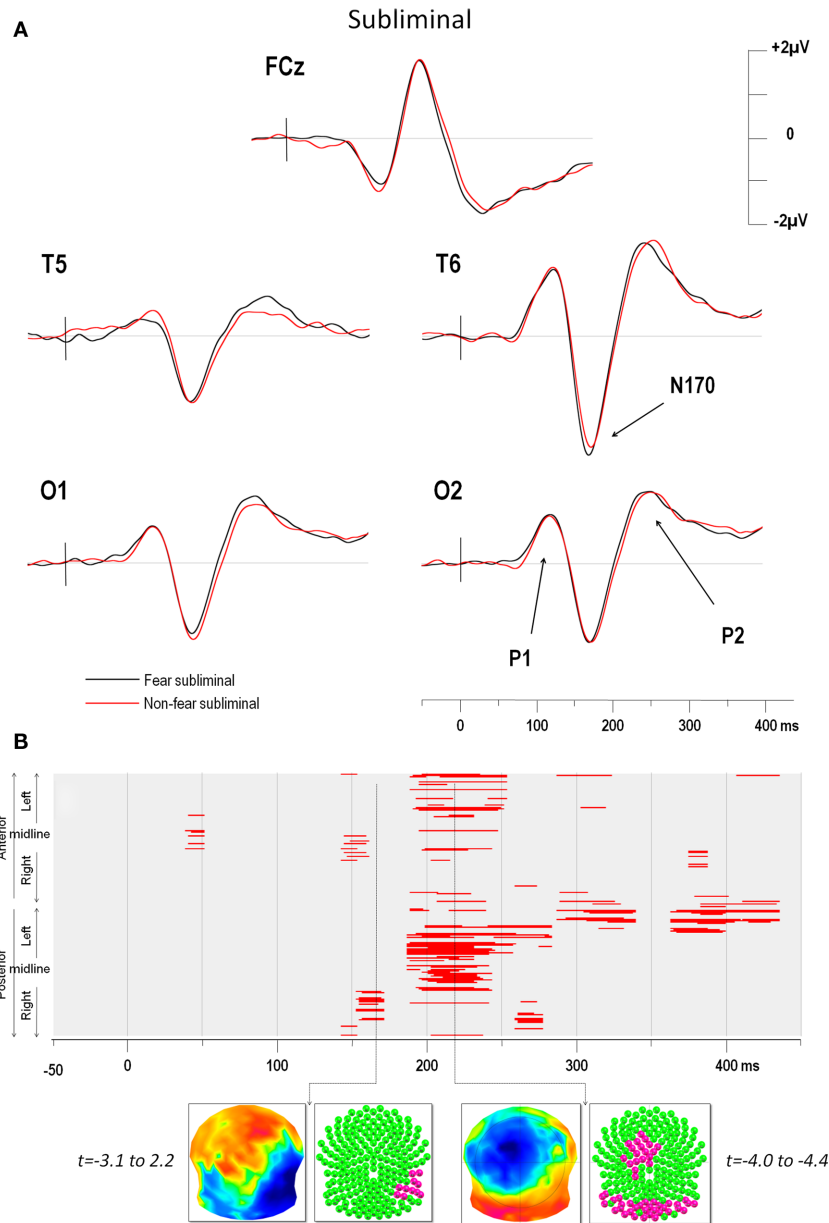 Subliminal
A
FCz
+2µV
0
-2µV
T5
T6
N170
O1
O2
P1
P2
Fear subliminal
Non-fear subliminal
0 100 200 300 400 ms
B
Anterior
Left
midline
Right
Posterior
Left
midline
Right
-50 0 100 200 300 400 ms
t=-3.1 to 2.2
t=-4.0 to -4.4